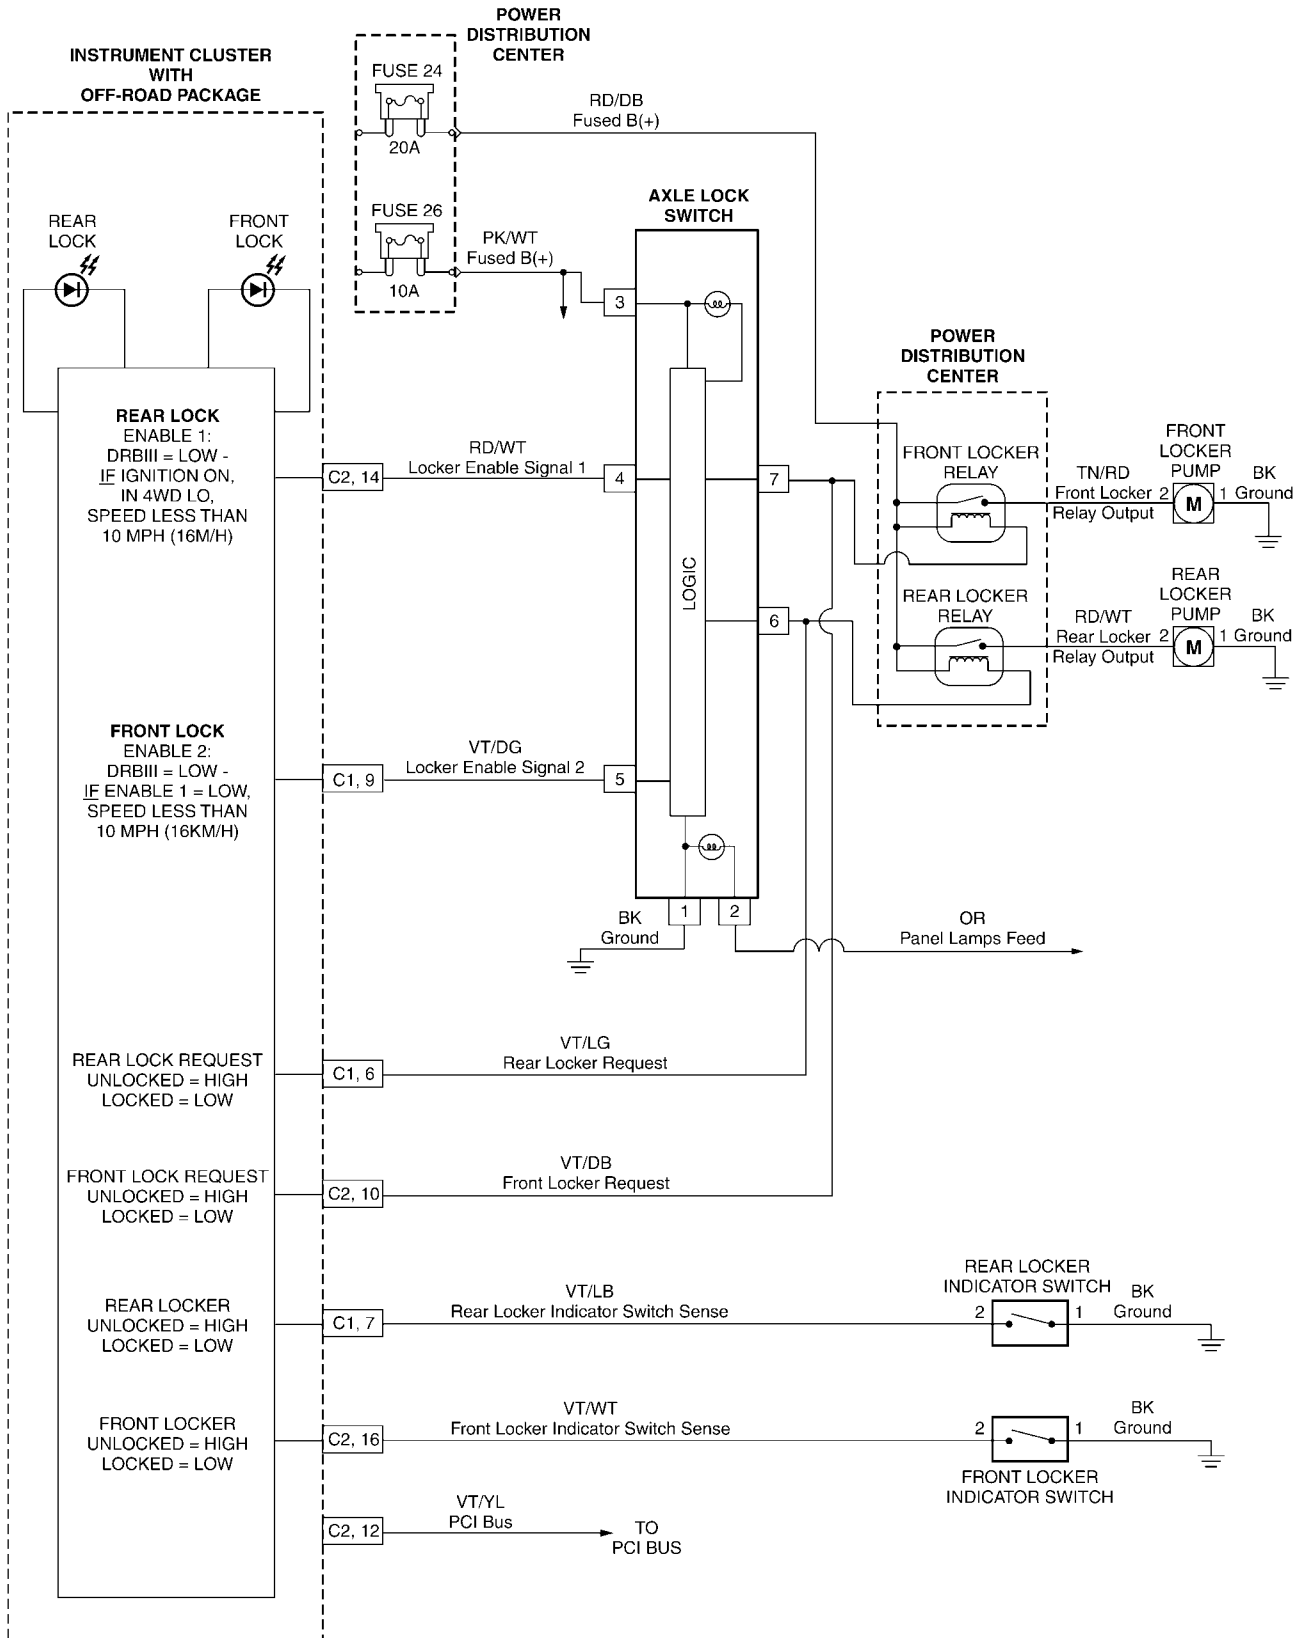 POWER
DISTRIBUTION
CENTER
INSTRUMENT CLUSTER
WITH
OFF-ROAD PACKAGE
FUSE 24
20A
RD/DB
Fused B(+)
FUSE 26
10A
PK/WT
Fused B(+)
AXLE LOCK
SWITCH
REAR
LOCK
FRONT
LOCK
3
POWER
DISTRIBUTION
CENTER
REAR LOCK
ENABLE 1:
DRBIII = LOW -
IF IGNITION ON,
IN 4WD LO,
SPEED LESS THAN
10 MPH (16M/H)
C2, 14
RD/WT
Locker Enable Signal 1
4
7
LOGIC
6
FRONT LOCKER
RELAY
TN/RD
Front Locker
Relay Output
2
FRONT
LOCKER
PUMP
M
1
BK
Ground
REAR LOCKER
RELAY
RD/WT
Rear Locker
Relay Output
2
REAR
LOCKER
PUMP
M
1
BK
Ground
FRONT LOCK
ENABLE 2:
DRBIII = LOW -
IF ENABLE 1 = LOW,
SPEED LESS THAN
10 MPH (16KM/H)
C1, 9
VT/DG
Locker Enable Signal 2
5
BK
Ground
1
2
OR
Panel Lamps Feed
REAR LOCK REQUEST
UNLOCKED = HIGH
LOCKED = LOW
C1, 6
VT/LG
Rear Locker Request
FRONT LOCK REQUEST
UNLOCKED = HIGH
LOCKED = LOW
C2, 10
VT/DB
Front Locker Request
REAR LOCKER
UNLOCKED = HIGH
LOCKED = LOW
C1, 7
VT/LB
Rear Locker Indicator Switch Sense
REAR LOCKER
INDICATOR SWITCH
2
1
BK
Ground
FRONT LOCKER
UNLOCKED = HIGH
LOCKED = LOW
C2, 16
VT/WT
Front Locker Indicator Switch Sense
2
1
BK
Ground
FRONT LOCKER
INDICATOR SWITCH
C2, 12
VT/YL
PCI Bus
TO
PCI BUS